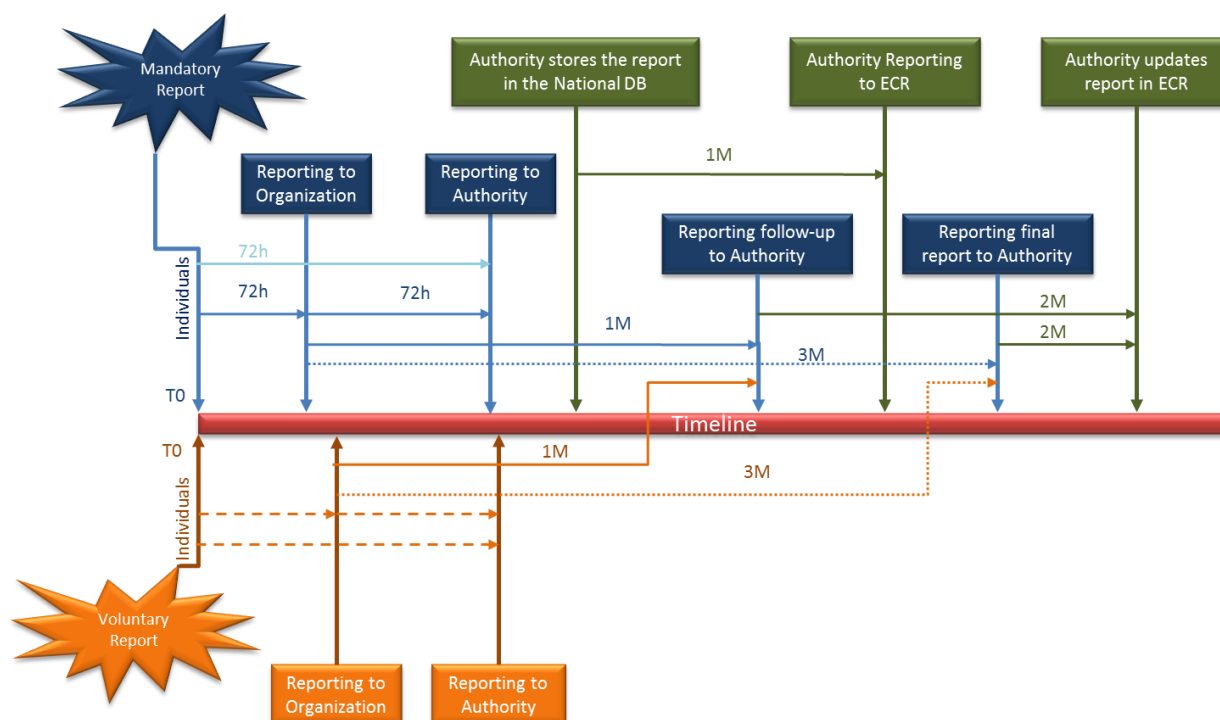 Mandatory
Report
Authority stores the report
in the National DB
Authority Reporting
to ECR
Authority updates
report in ECR
1M
Reporting to
Organization
Reporting to
Authority
Reporting follow-up
to Authority
Reporting final
report to Authority
Individuals
72h
72h
72h
2M
1M
2M
3M
T0
Timeline
T0
1M
3M
Individuals
Voluntary
Report
Reporting to
Organization
Reporting to
Authority